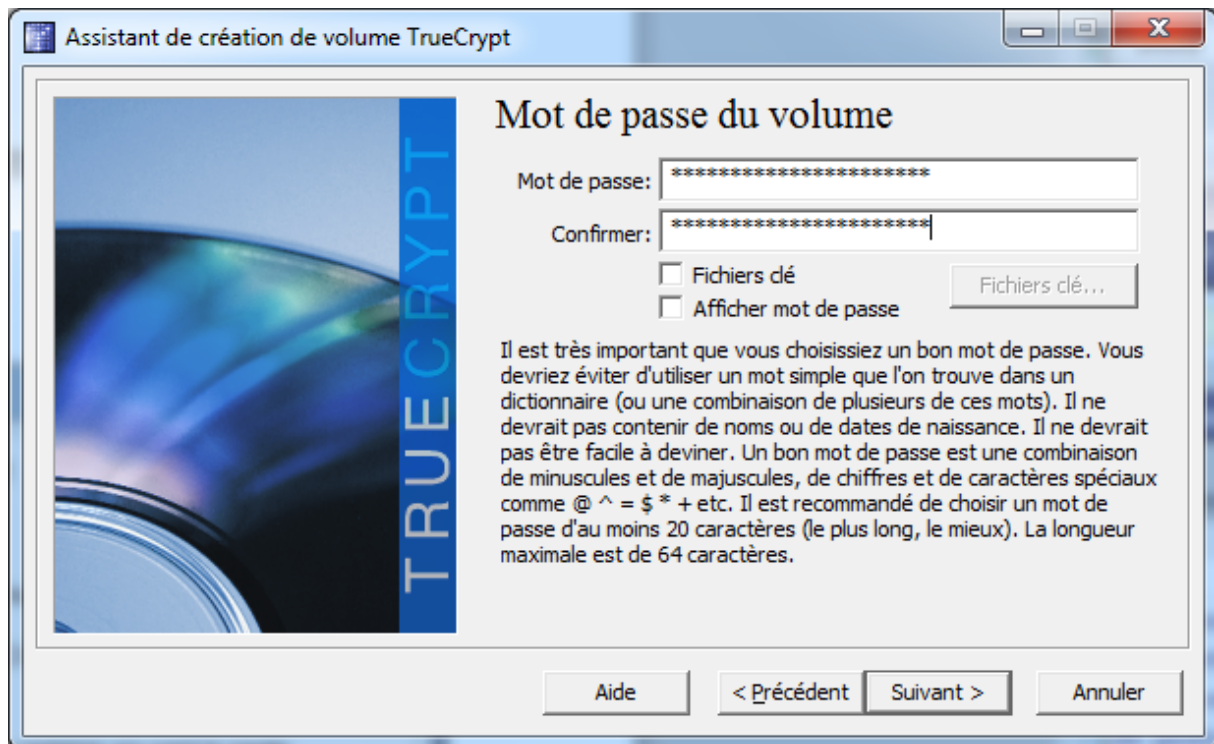 Assistant de création de volume TrueCrypt
TRUECRYPT
Mot de passe du volume
Mot de passe: **********************
Confirmer: **********************
Fichiers clé
Fichiers clé...
Afficher mot de passe
Il est très important que vous choisissiez un bon mot de passe. Vous
devriez éviter d'utiliser un mot simple que l'on trouve dans un
dictionnaire (ou une combinaison de plusieurs de ces mots). Il ne
devrait pas contenir de noms ou de dates de naissance. Il ne devrait
pas être facile à deviner. Un bon mot de passe est une combinaison
de minuscules et de majuscules, de chiffres et de caractères spéciaux
comme @ ^ = $ * + etc. Il est recommandé de choisir un mot de
passe d'au moins 20 caractères (le plus long, le mieux). La longueur
maximale est de 64 caractères.
Aide
< Précédent
Suivant >
Annuler